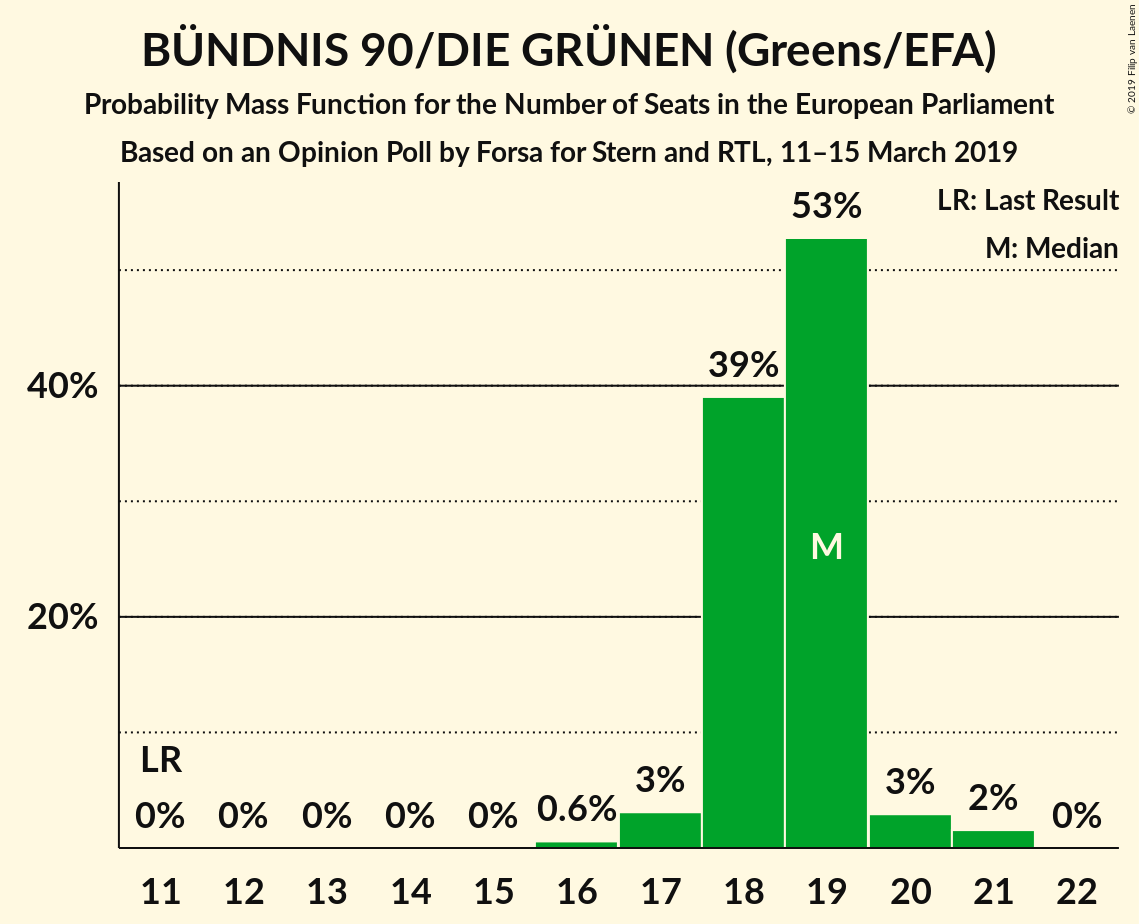 BÜNDNIS 90/DIE GRÜNEN (Greens/EFA)
Probability Mass Function for the Number of Seats in the European Parliament
Based on an Opinion Poll by Forsa for Stern and RTL, 11–15 March 2019
© 2019 Filip van Laenen
LR: Last Result
M: Median
53%
39%
40%
M
20%
LR
0% 0% 0% 0% 0% 0.6% 3% 3% 2% 0%
11 12 13 14 15 16 17 18 19 20 21 22